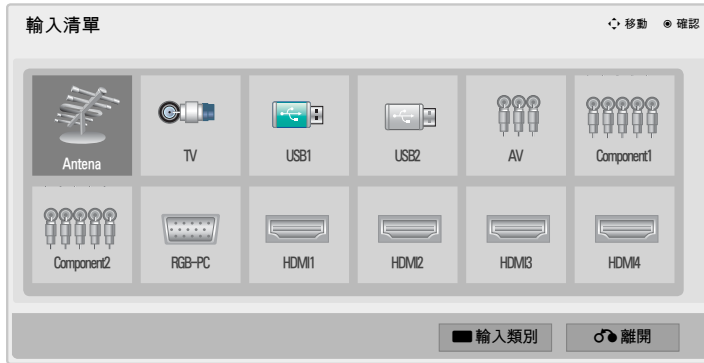 輸入清單
移動 確認
Antena TV USB1 USB2 AV Component1
Component2 RGB-PC HDMI1 HDMI2 HDMI3 HDMI4
輸入類別 離開